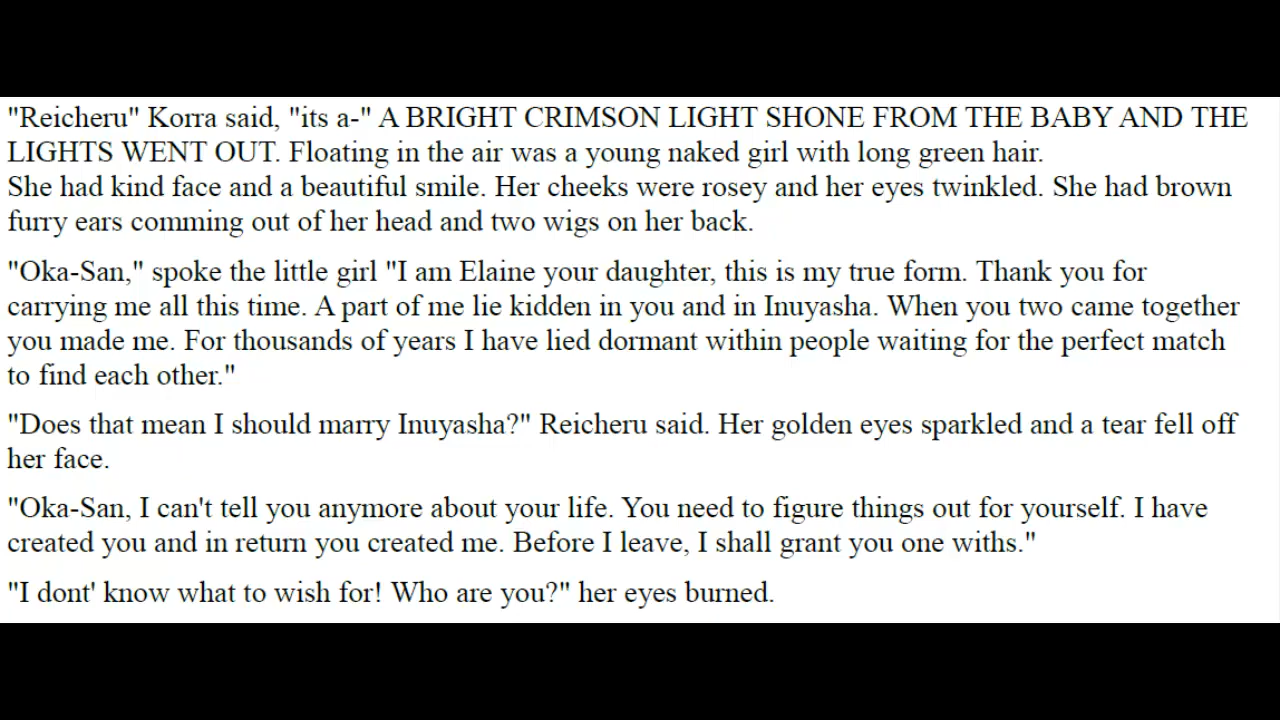 "Reicheru" Korra said, "its a-" A BRIGHT CRIMSON LIGHT SHONE FROM THE BABY AND THE
LIGHTS WENT OUT. Floating in the air was a young naked girl with long green hair.
She had kind face and a beautiful smile. Her cheeks were rosey and her eyes twinkled. She had brown
furry ears comming out of her head and two wigs on her back.
"Oka-San," spoke the little girl "I am Elaine your daughter, this is my true form. Thank you for
carrying me all this time. A part of me lie kidden in you and in Inuyasha. When you two came together
you made me. For thousands of years I have lied dormant within people waiting for the perfect match
to find each other."
"Does that mean I should marry Inuyasha?" Reicheru said. Her golden eyes sparkled and a tear fell off
her face.
"Oka-San, I can't tell you anymore about your life. You need to figure things out for yourself. I have
created you and in return you created me. Before I leave, I shall grant you one withs."
"I dont' know what to wish for! Who are you?" her eyes burned.